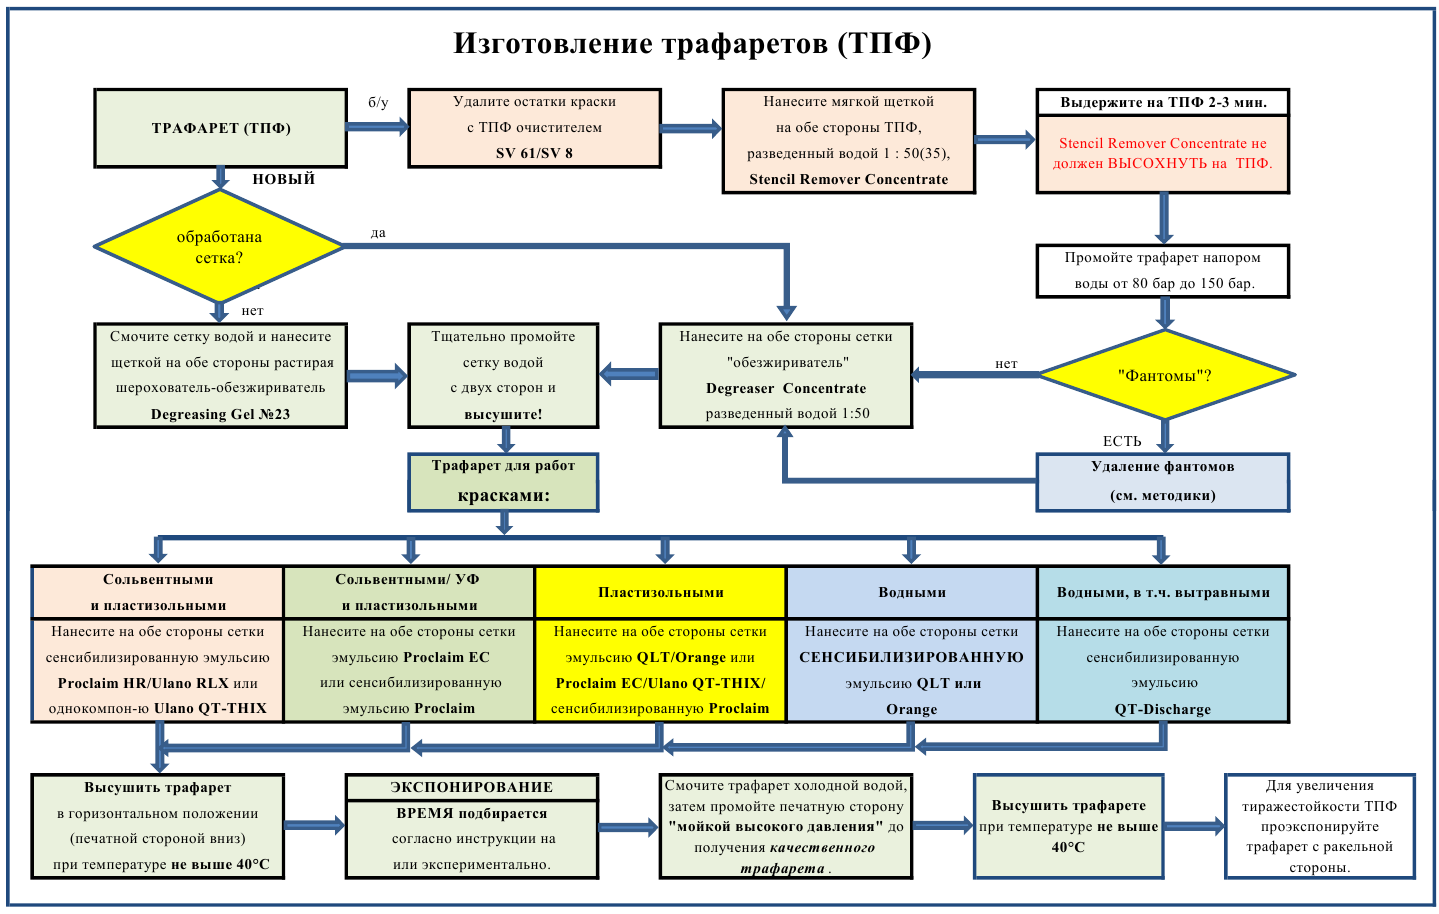 Изготовление трафаретов (ТПФ)
ТРАФАРЕТ (ТПФ)
б/у
Удалите остатки краски
с ТПФ очистителем
SV 61/SV 8
Нанесите мягкой щеткой
на обе стороны ТПФ,
разведенный водой 1 : 50(35),
Stencil Remover Concentrate
Выдержите на ТПФ 2-3 мин.
Stencil Remover Concentrate не
должен ВЫСОХНУТЬ на ТПФ.
НОВЫЙ
обработана
сетка?
да
нет
Промойте трафарет напором
воды от 80 бар до 150 бар.
Смочите сетку водой и нанесите
щеткой на обе стороны растирая
шерохователь-обезжириватель
Degreasing Gel №23
Тщательно промойте
сетку водой
с двух сторон и
высушите!
Нанесите на обе стороны сетки
"обезжириватель"
Degreaser Concentrate
разведенный водой 1:50
нет
"Фантомы"?
ЕСТЬ
Удаление фантомов
(см. методики)
Трафарет для работ
красками:
Сольвентными
и пластизольными
Нанесите на обе стороны сетки
сенсибилизированную эмульсию
Proclaim HR/Ulano RLX или
однокомпон-ю Ulano QT-THIX
Сольвентными/ УФ
и пластизольными
Нанесите на обе стороны сетки
эмульсию Proclaim EC
или сенсибилизированную
эмульсию Proclaim
Пластизольными
Нанесите на обе стороны сетки
эмульсию QLT/Orange или
Proclaim EC/Ulano QT-THIX/
сенсибилизированную Proclaim
Водными
Нанесите на обе стороны сетки
СЕНСИБИЛИЗИРОВАННУЮ
эмульсию QLT или
Orange
Водными, в т.ч. вытравными
Нанесите на обе стороны сетки
сенсибилизированную
эмульсию
QT-Discharge
Высушить трафарет
в горизонтальном положении
(печатной стороной вниз)
при температуре не выше 40°С
ЭКСПОНИРОВАНИЕ
ВРЕМЯ подбирается
согласно инструкции на
или экспериментально.
Смочите трафарет холодной водой,
затем промойте печатную сторону
"мойкой высокого давления" до
получения качественного
трафарета .
Высушить трафарете
при температуре не выше
40°С
Для увеличения
тиражестойкости ТПФ
проэкспонируйте
трафарет с ракельной
стороны.